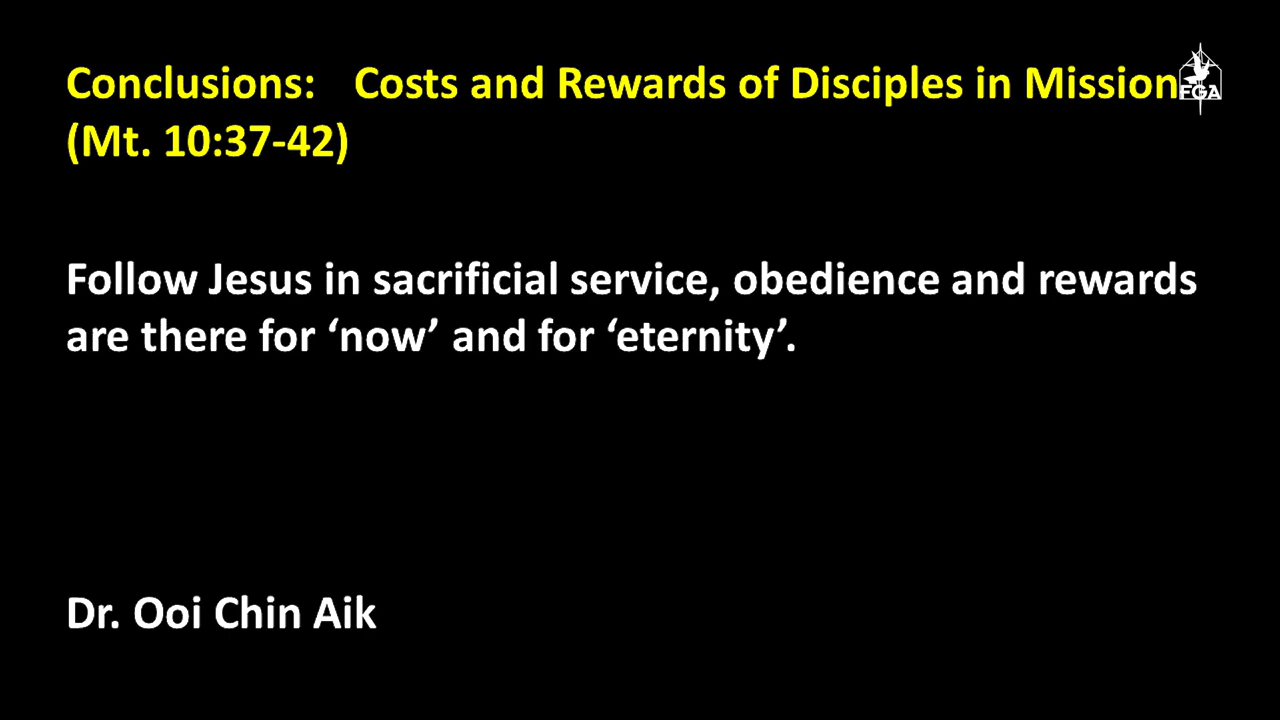 Conclusions: Costs and Rewards of Disciples in Mission
(Mt. 10:37-42)
FGA
Follow Jesus in sacrificial service, obedience and rewards
are there for ‘now’ and for ‘eternity’.
Dr. Ooi Chin Aik